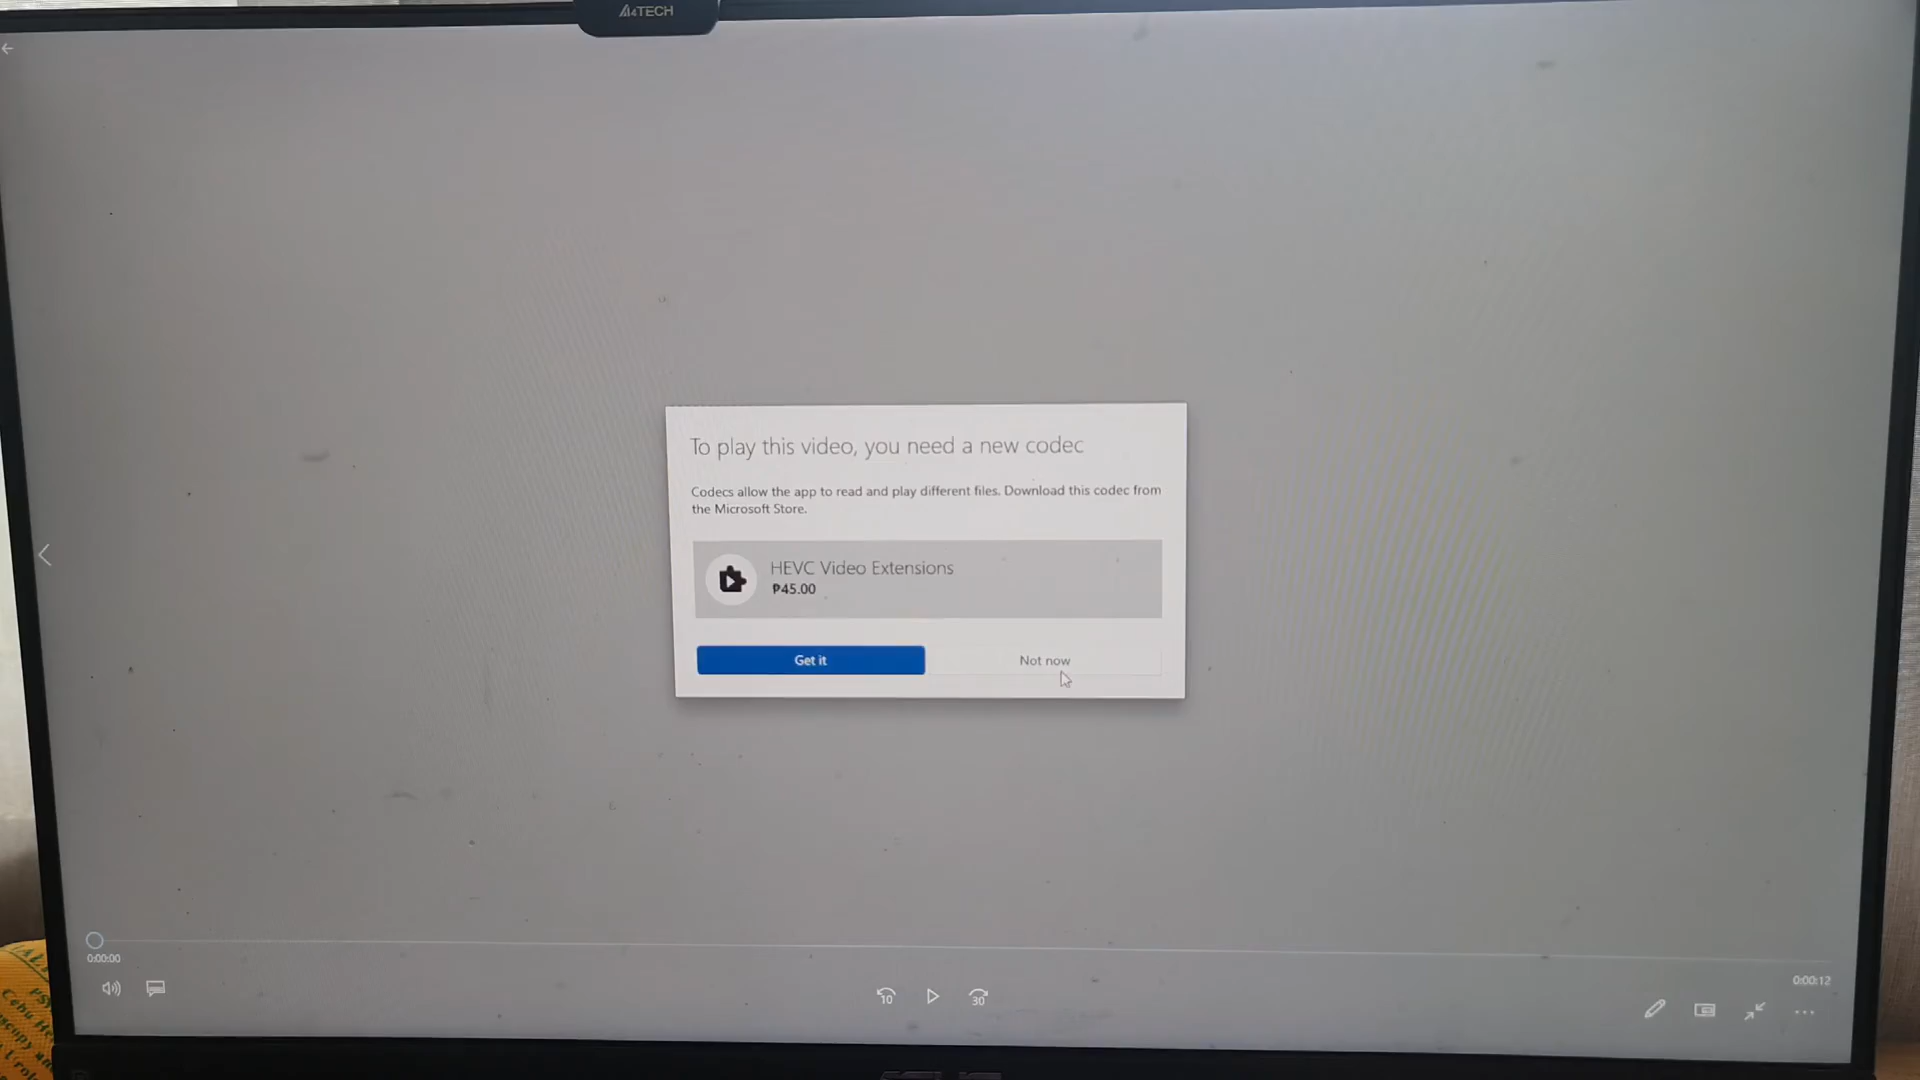 A4TECH
To play this video, you need a new codec
Codecs allow the app to read and play different files. Download this codec from
the Microsoft Store.
HEVC Video Extensions
₱45.00
Get it
Not now
0:00:00
0:00:12
10
30
Cebu